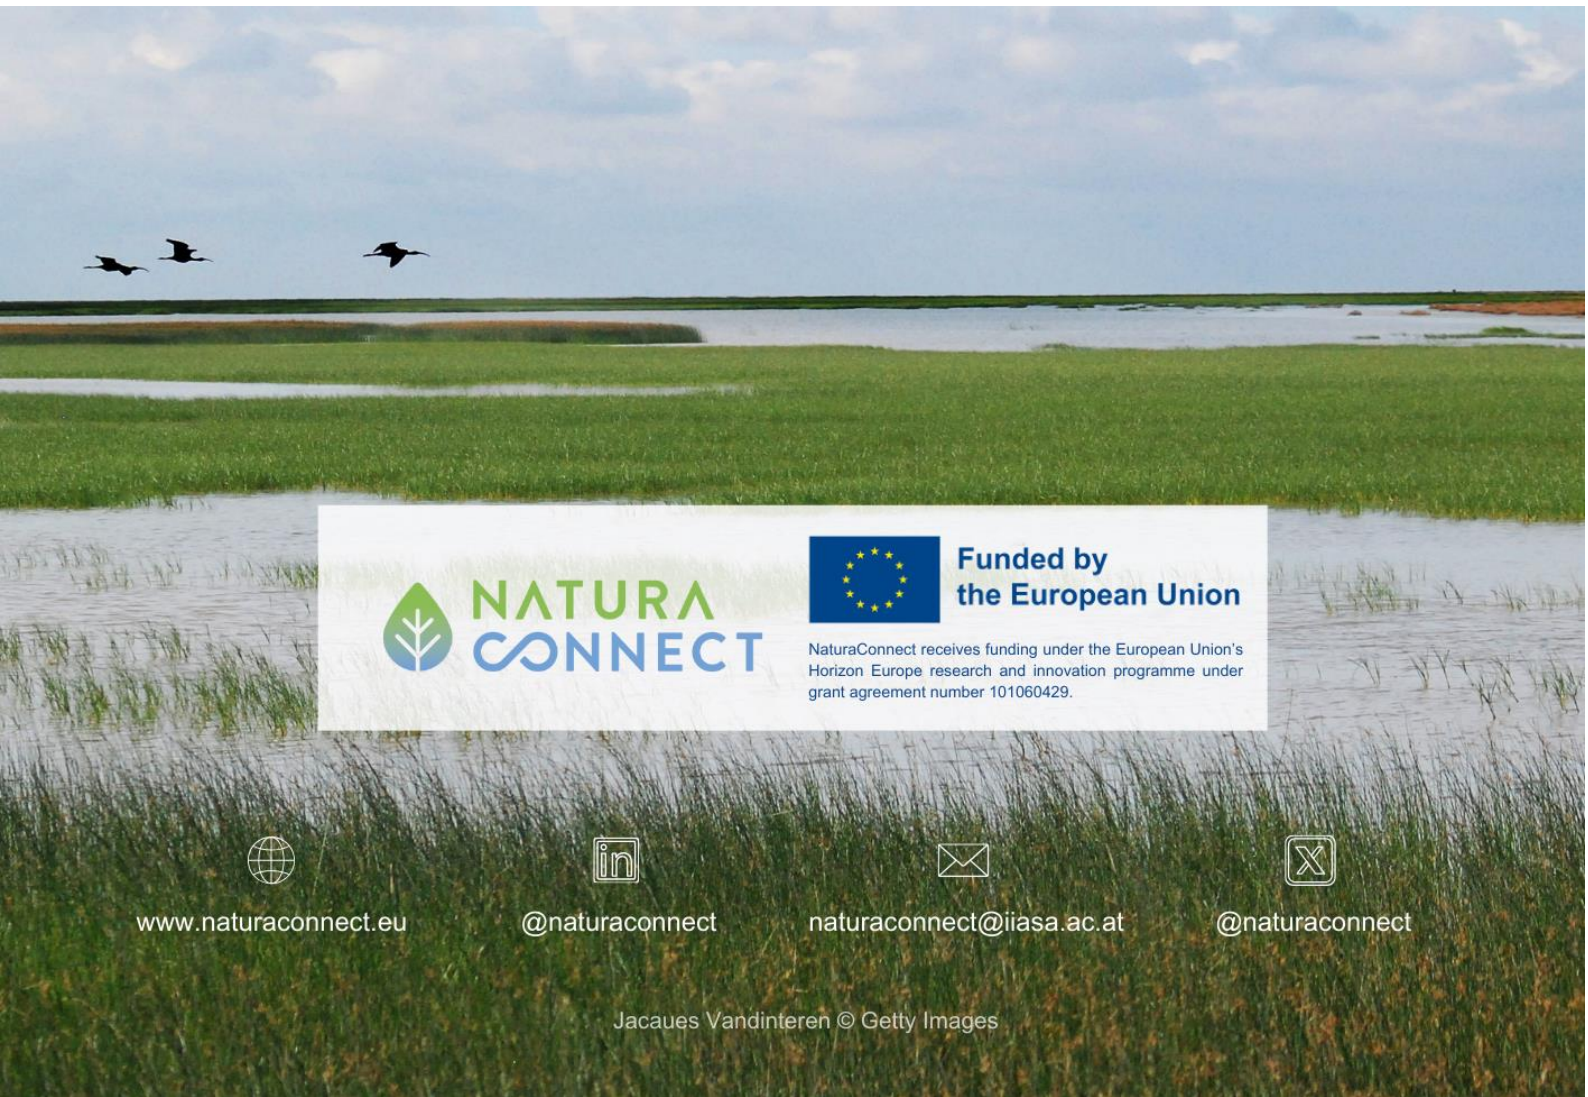 NATURA
CONNECT
Funded by
the European Union
NaturaConnect receives funding under the European Union's
Horizon Europe research and innovation programme under
grant agreement number 101060429.
www.naturaconnect.eu
@naturaconnect
naturaconnect@iiasa.ac.at
@naturaconnect
Jacaues Vandinteren © Getty Images